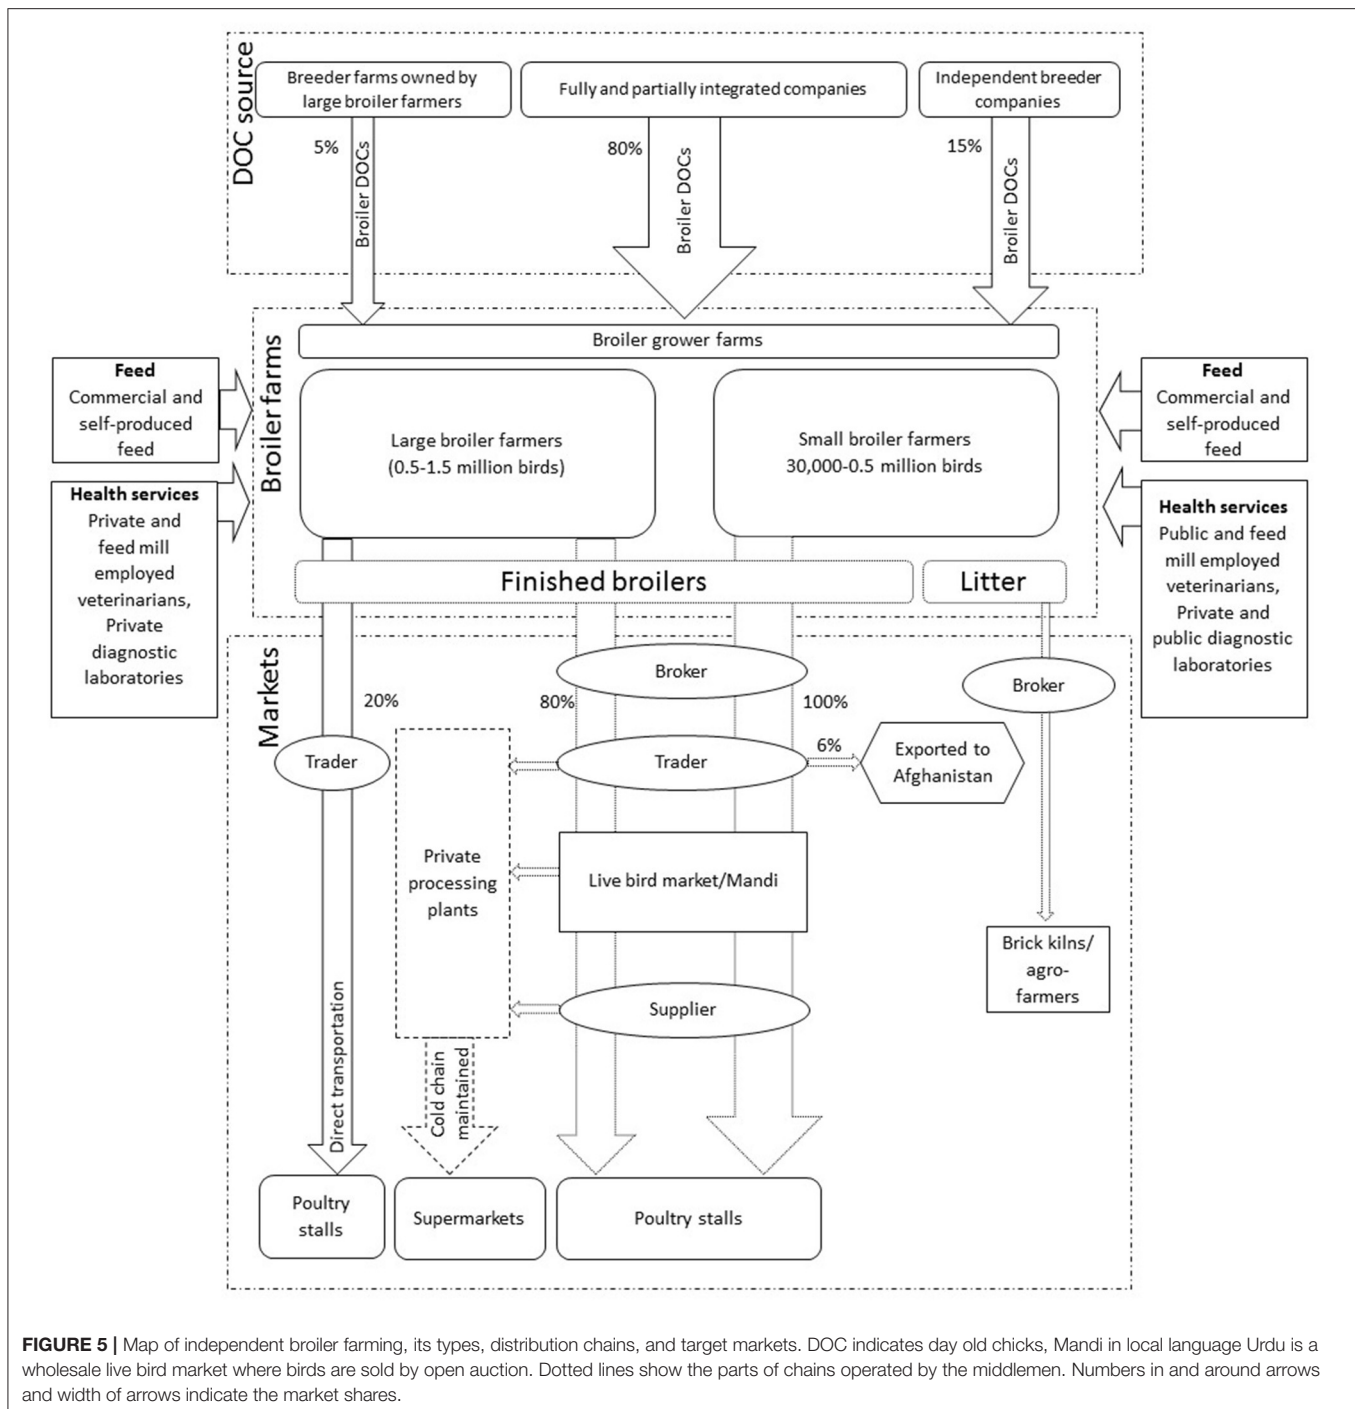 DOC source
Breeder farms owned by
large broiler farmers
Fully and partially integrated companies
Independent breeder
companies
5%
Broiler DOCs
80%
Broiler DOCs
15%
Broiler DOCs
Broiler farms
Broiler grower farms
Feed
Commercial and
self-produced
feed
Large broiler farmers
(0.5-1.5 million birds)
Small broiler farmers
30,000-0.5 million birds
Feed
Commercial and
self-produced
feed
Health services
Private and
feed mill
employed
veterinarians,
Private
diagnostic
laboratories
Health services
Public and feed
mill employed
veterinarians,
Private and
public diagnostic
laboratories
Finished broilers
Litter
Markets
Broker
Broker
20%
80%
100%
Trader
Trader
6%
Exported to
Afghanistan
Private
processing
plants
Live bird market/Mandi
Brick kilns/
agro-
farmers
Supplier
Direct transportation
Cold chain
maintained
Poultry
stalls
Supermarkets
Poultry stalls
FIGURE 5 | Map of independent broiler farming, its types, distribution chains, and target markets. DOC indicates day old chicks, Mandi in local language Urdu is a
wholesale live bird market where birds are sold by open auction. Dotted lines show the parts of chains operated by the middlemen. Numbers in and around arrows
and width of arrows indicate the market shares.